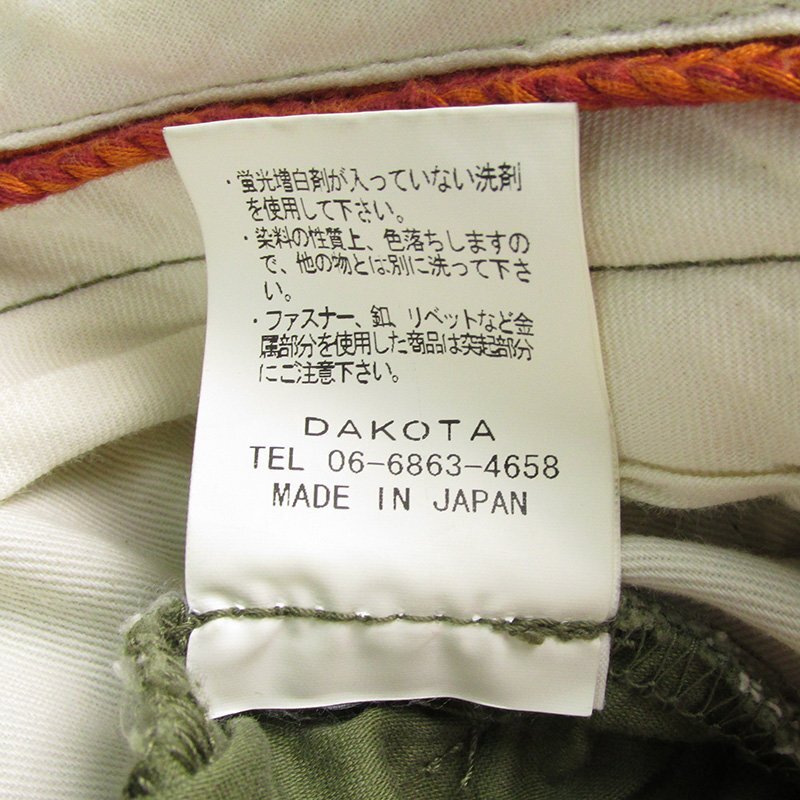 ・蛍光増白剤が入っていない洗剤
を使用して下さい。
・染料の性質上、色落ちしますの
で、他の物とは別に洗って下さ
い。
・ファスナー、釦、リベットなど金
属部分を使用した商品は突起部分
にご注意下さい。
DAKOTA
TEL 06-6863-4658
MADE IN JAPAN